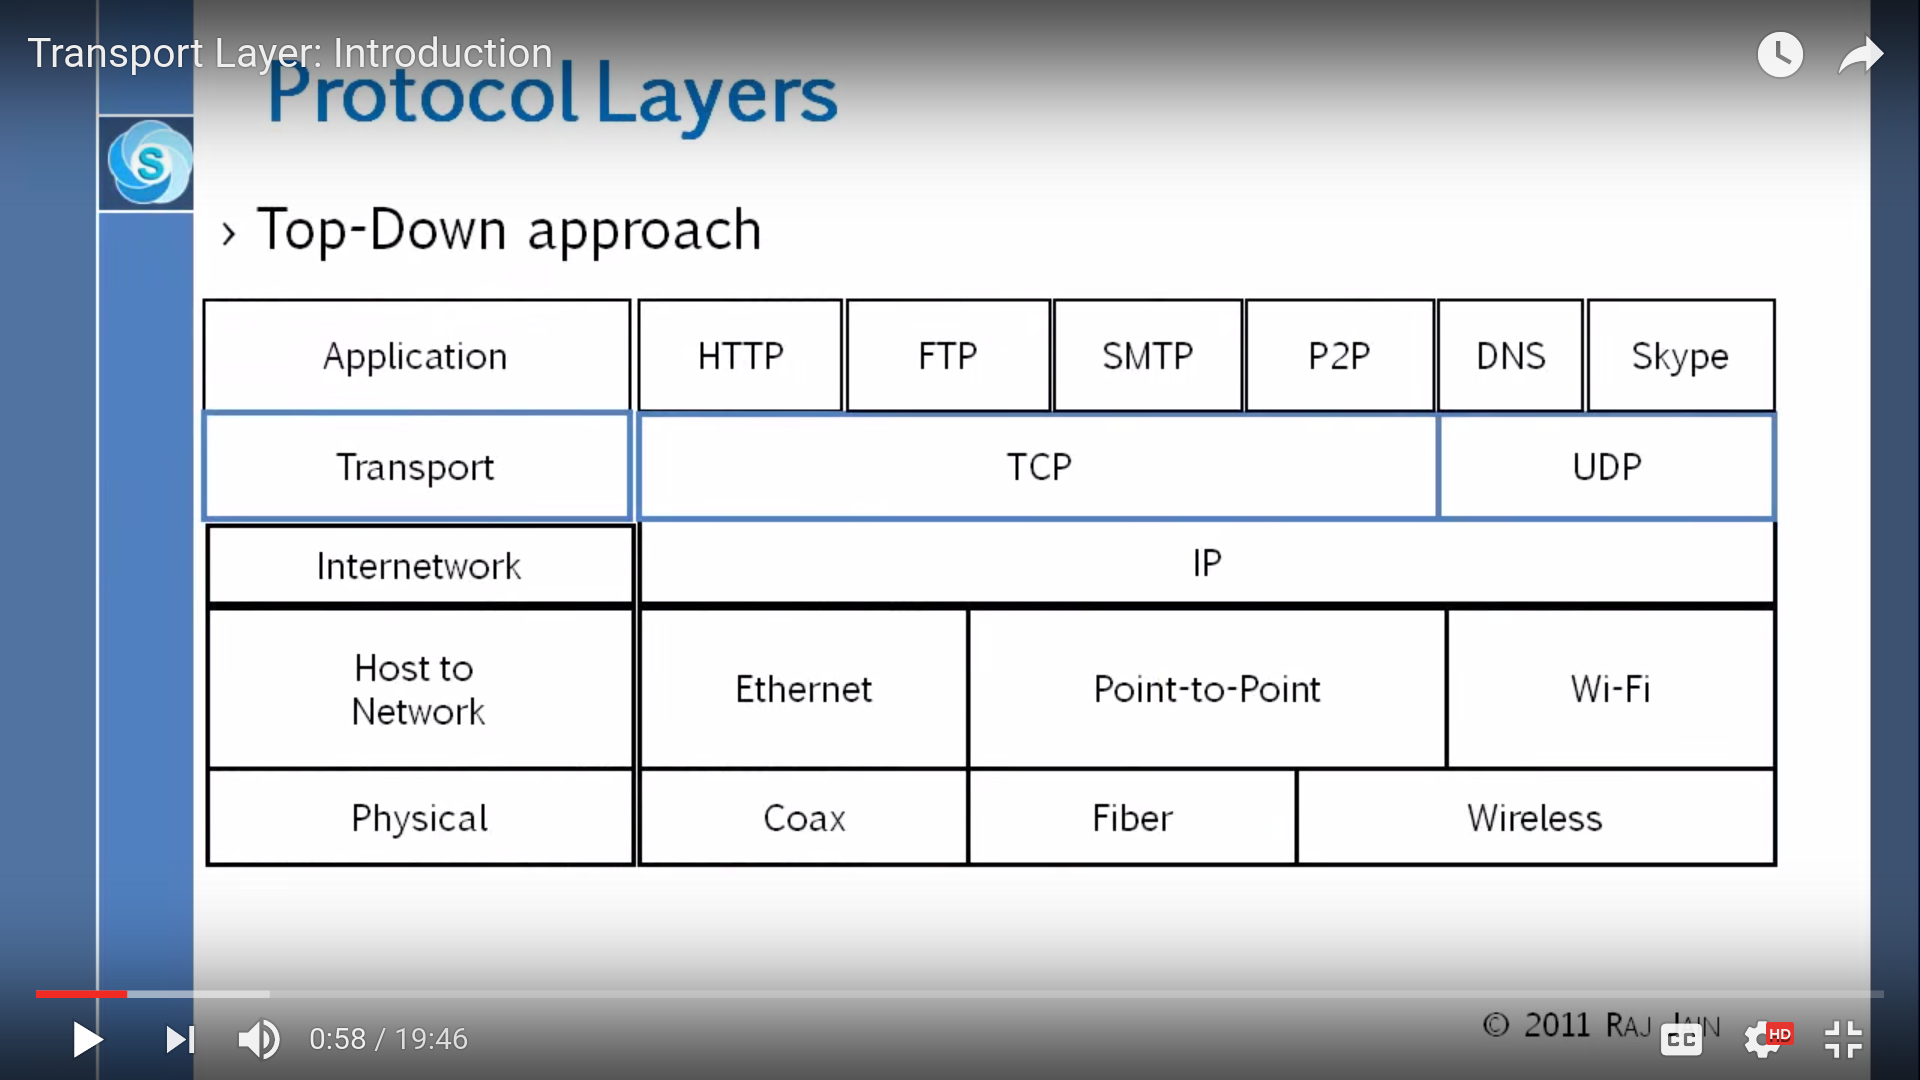 Transport Layer: Introduction
Protocol Layers
S
› Top-Down approach
Application HTTP FTP SMTP P2P DNS Skype
Transport TCP UDP
Internetwork IP
Host to
Network Ethernet Point-to-Point Wi-Fi
Physical Coax Fiber Wireless
© 2011 RAJ JAIN
0:58 / 19:46 CC HD